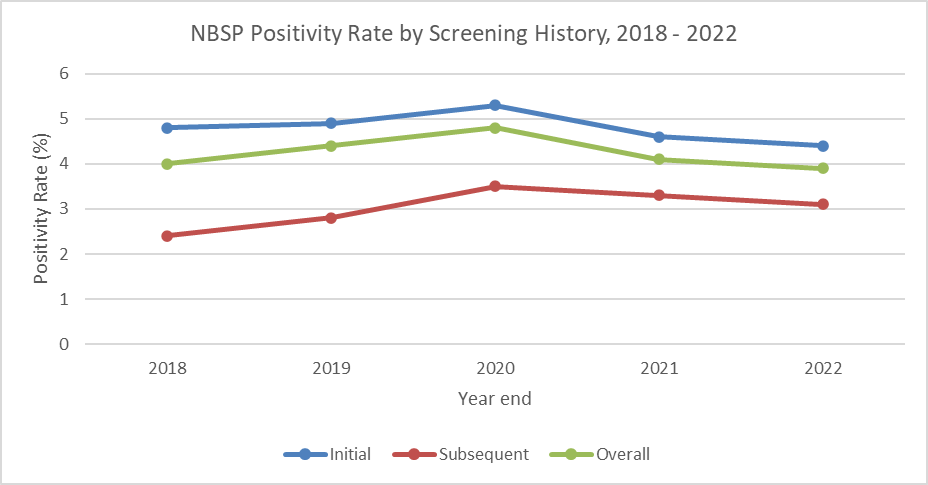 NBSP Positivity Rate by Screening History, 2018 - 2022
6
5
4
3
2
1
0
Positivity Rate (%)
2018 2019 2020 2021 2022
Year end
Initial Subsequent Overall